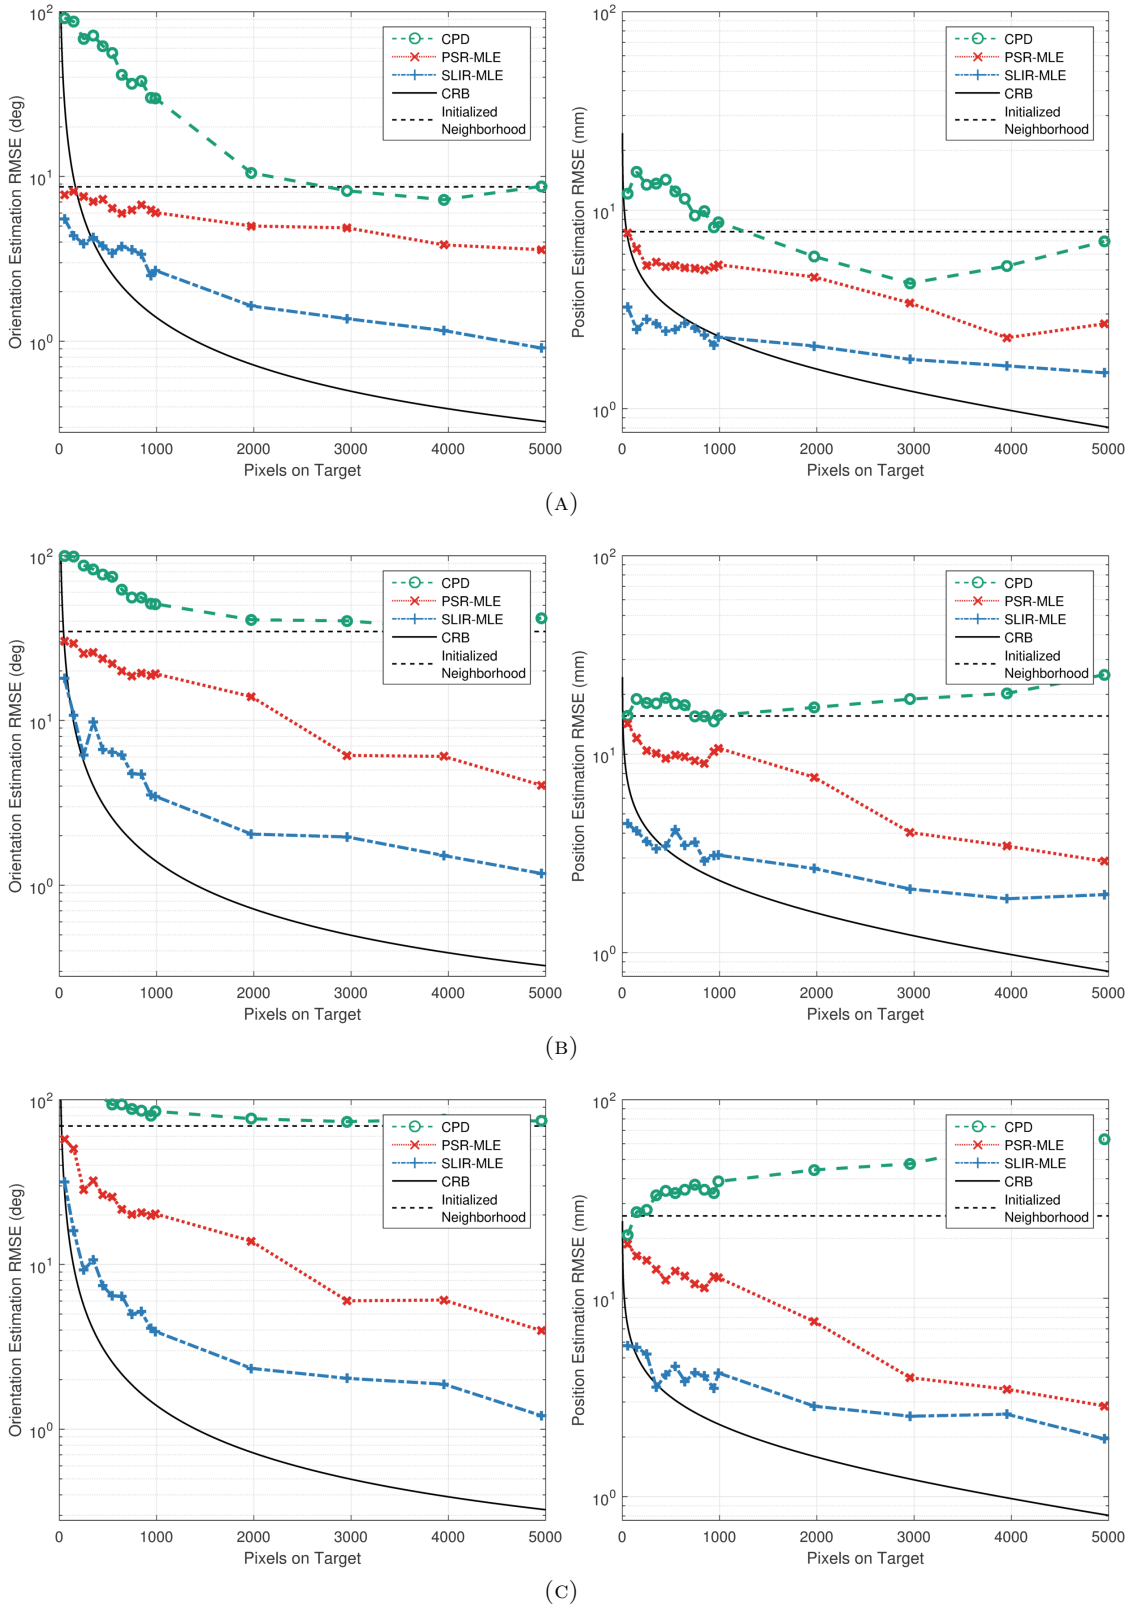 10^2
10^1
10^0
Orientation Estimation RMSE (deg)
0 1000 2000 3000 4000 5000
Pixels on Target
CPD
PSR-MLE
SLIR-MLE
CRB
Initialized
Neighborhood
10^2
10^1
10^0
Position Estimation RMSE (mm)
0 1000 2000 3000 4000 5000
Pixels on Target
CPD
PSR-MLE
SLIR-MLE
CRB
Initialized
Neighborhood
(A)
10^2
10^1
10^0
Orientation Estimation RMSE (deg)
0 1000 2000 3000 4000 5000
Pixels on Target
CPD
PSR-MLE
SLIR-MLE
CRB
Initialized
Neighborhood
10^2
10^1
10^0
Position Estimation RMSE (mm)
0 1000 2000 3000 4000 5000
Pixels on Target
CPD
PSR-MLE
SLIR-MLE
CRB
Initialized
Neighborhood
(B)
10^2
10^1
10^0
Orientation Estimation RMSE (deg)
0 1000 2000 3000 4000 5000
Pixels on Target
CPD
PSR-MLE
SLIR-MLE
CRB
Initialized
Neighborhood
10^2
10^1
10^0
Position Estimation RMSE (mm)
0 1000 2000 3000 4000 5000
Pixels on Target
CPD
PSR-MLE
SLIR-MLE
CRB
Initialized
Neighborhood
(C)